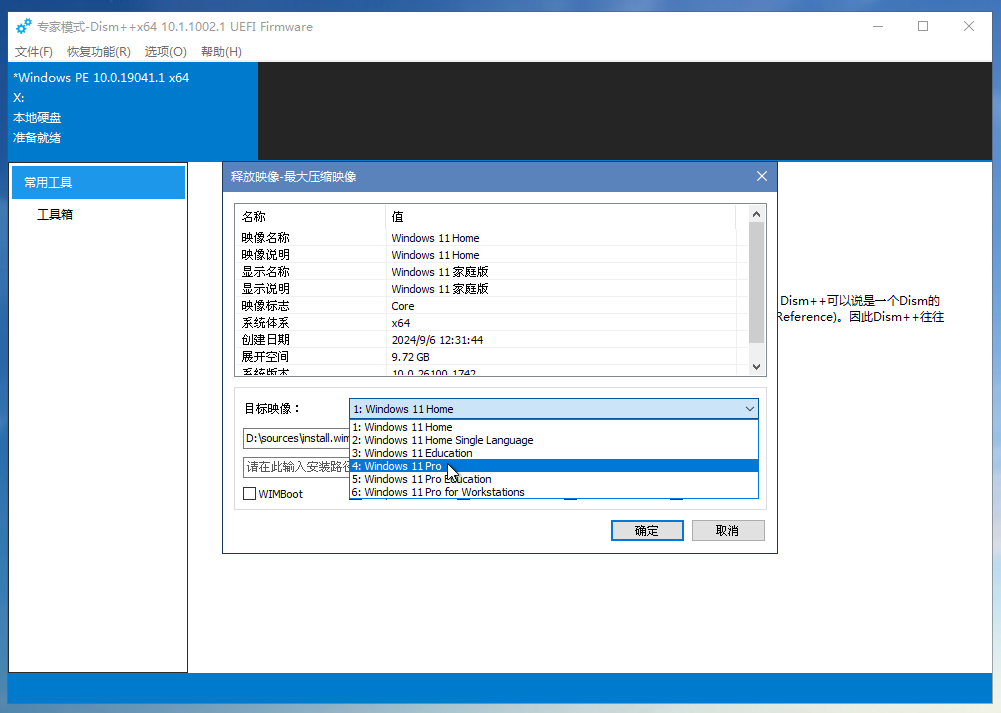 专家模式-Dism++x64 10.1.1002.1 UEFI Firmware
文件(F) 恢复功能(R) 选项(O) 帮助(H)
*Windows PE 10.0.19041.1 x64
X:
本地硬盘
准备就绪
常用工具
工具箱
释放映像-最大压缩映像
名称 值
映像名称 Windows 11 Home
映像说明 Windows 11 Home
显示名称 Windows 11 家庭版
显示说明 Windows 11 家庭版
映像标志 Core
系统体系 x64
创建日期 2024/9/6 12:31:44
展开空间 9.72 GB
系统版本 10.0.26100.1742
Dism++可以说是一个Dism的
Reference)。因此Dism++往往
目标映像： 1: Windows 11 Home
1: Windows 11 Home
2: Windows 11 Home Single Language
3: Windows 11 Education
4: Windows 11 Pro
5: Windows 11 Pro Education
6: Windows 11 Pro for Workstations
D:\sources\install.wim
请在此输入安装路径
WIMBoot
确定 取消